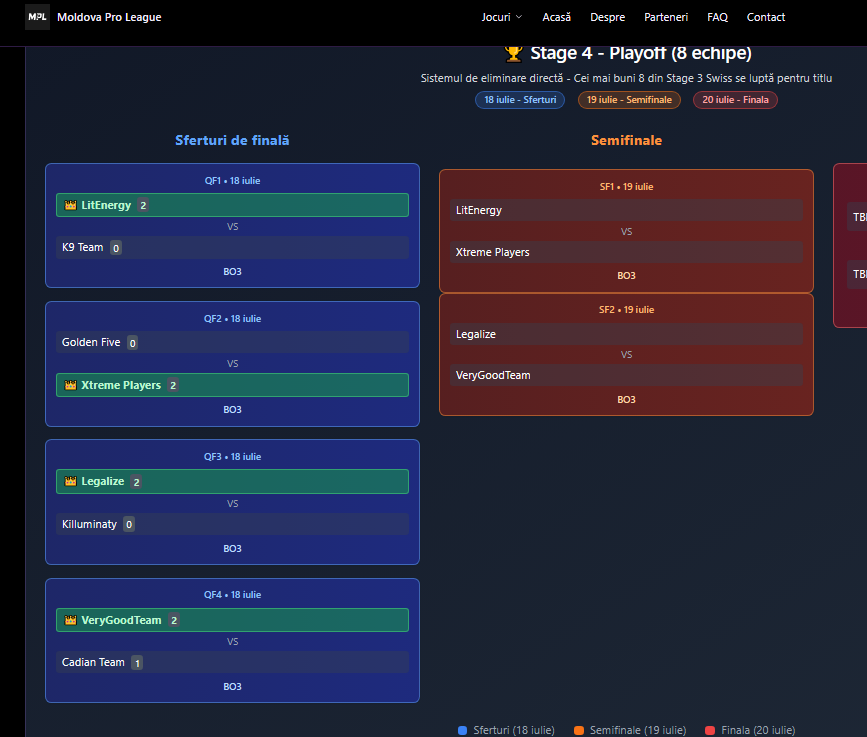 MPL Moldova Pro League Jocuri Acasă Despre Parteneri FAQ Contact
Stage 4 - Playoff (8 echipe)
Sistemul de eliminare directă - Cei mai buni 8 din Stage 3 Swiss se luptă pentru titlu
18 iulie - Sferturi 19 iulie - Semifinale 20 iulie - Finala
Sferturi de finală
QF1 • 18 iulie
LitEnergy 2
VS
K9 Team 0
BO3
QF2 • 18 iulie
Golden Five 0
VS
Xtreme Players 2
BO3
QF3 • 18 iulie
Legalize 2
VS
Killuminaty 0
BO3
QF4 • 18 iulie
VeryGoodTeam 2
VS
Cadian Team 1
BO3
Semifinale
SF1 • 19 iulie
LitEnergy
VS
Xtreme Players
BO3
SF2 • 19 iulie
Legalize
VS
VeryGoodTeam
BO3
Sferturi (18 iulie) Semifinale (19 iulie) Finala (20 iulie)